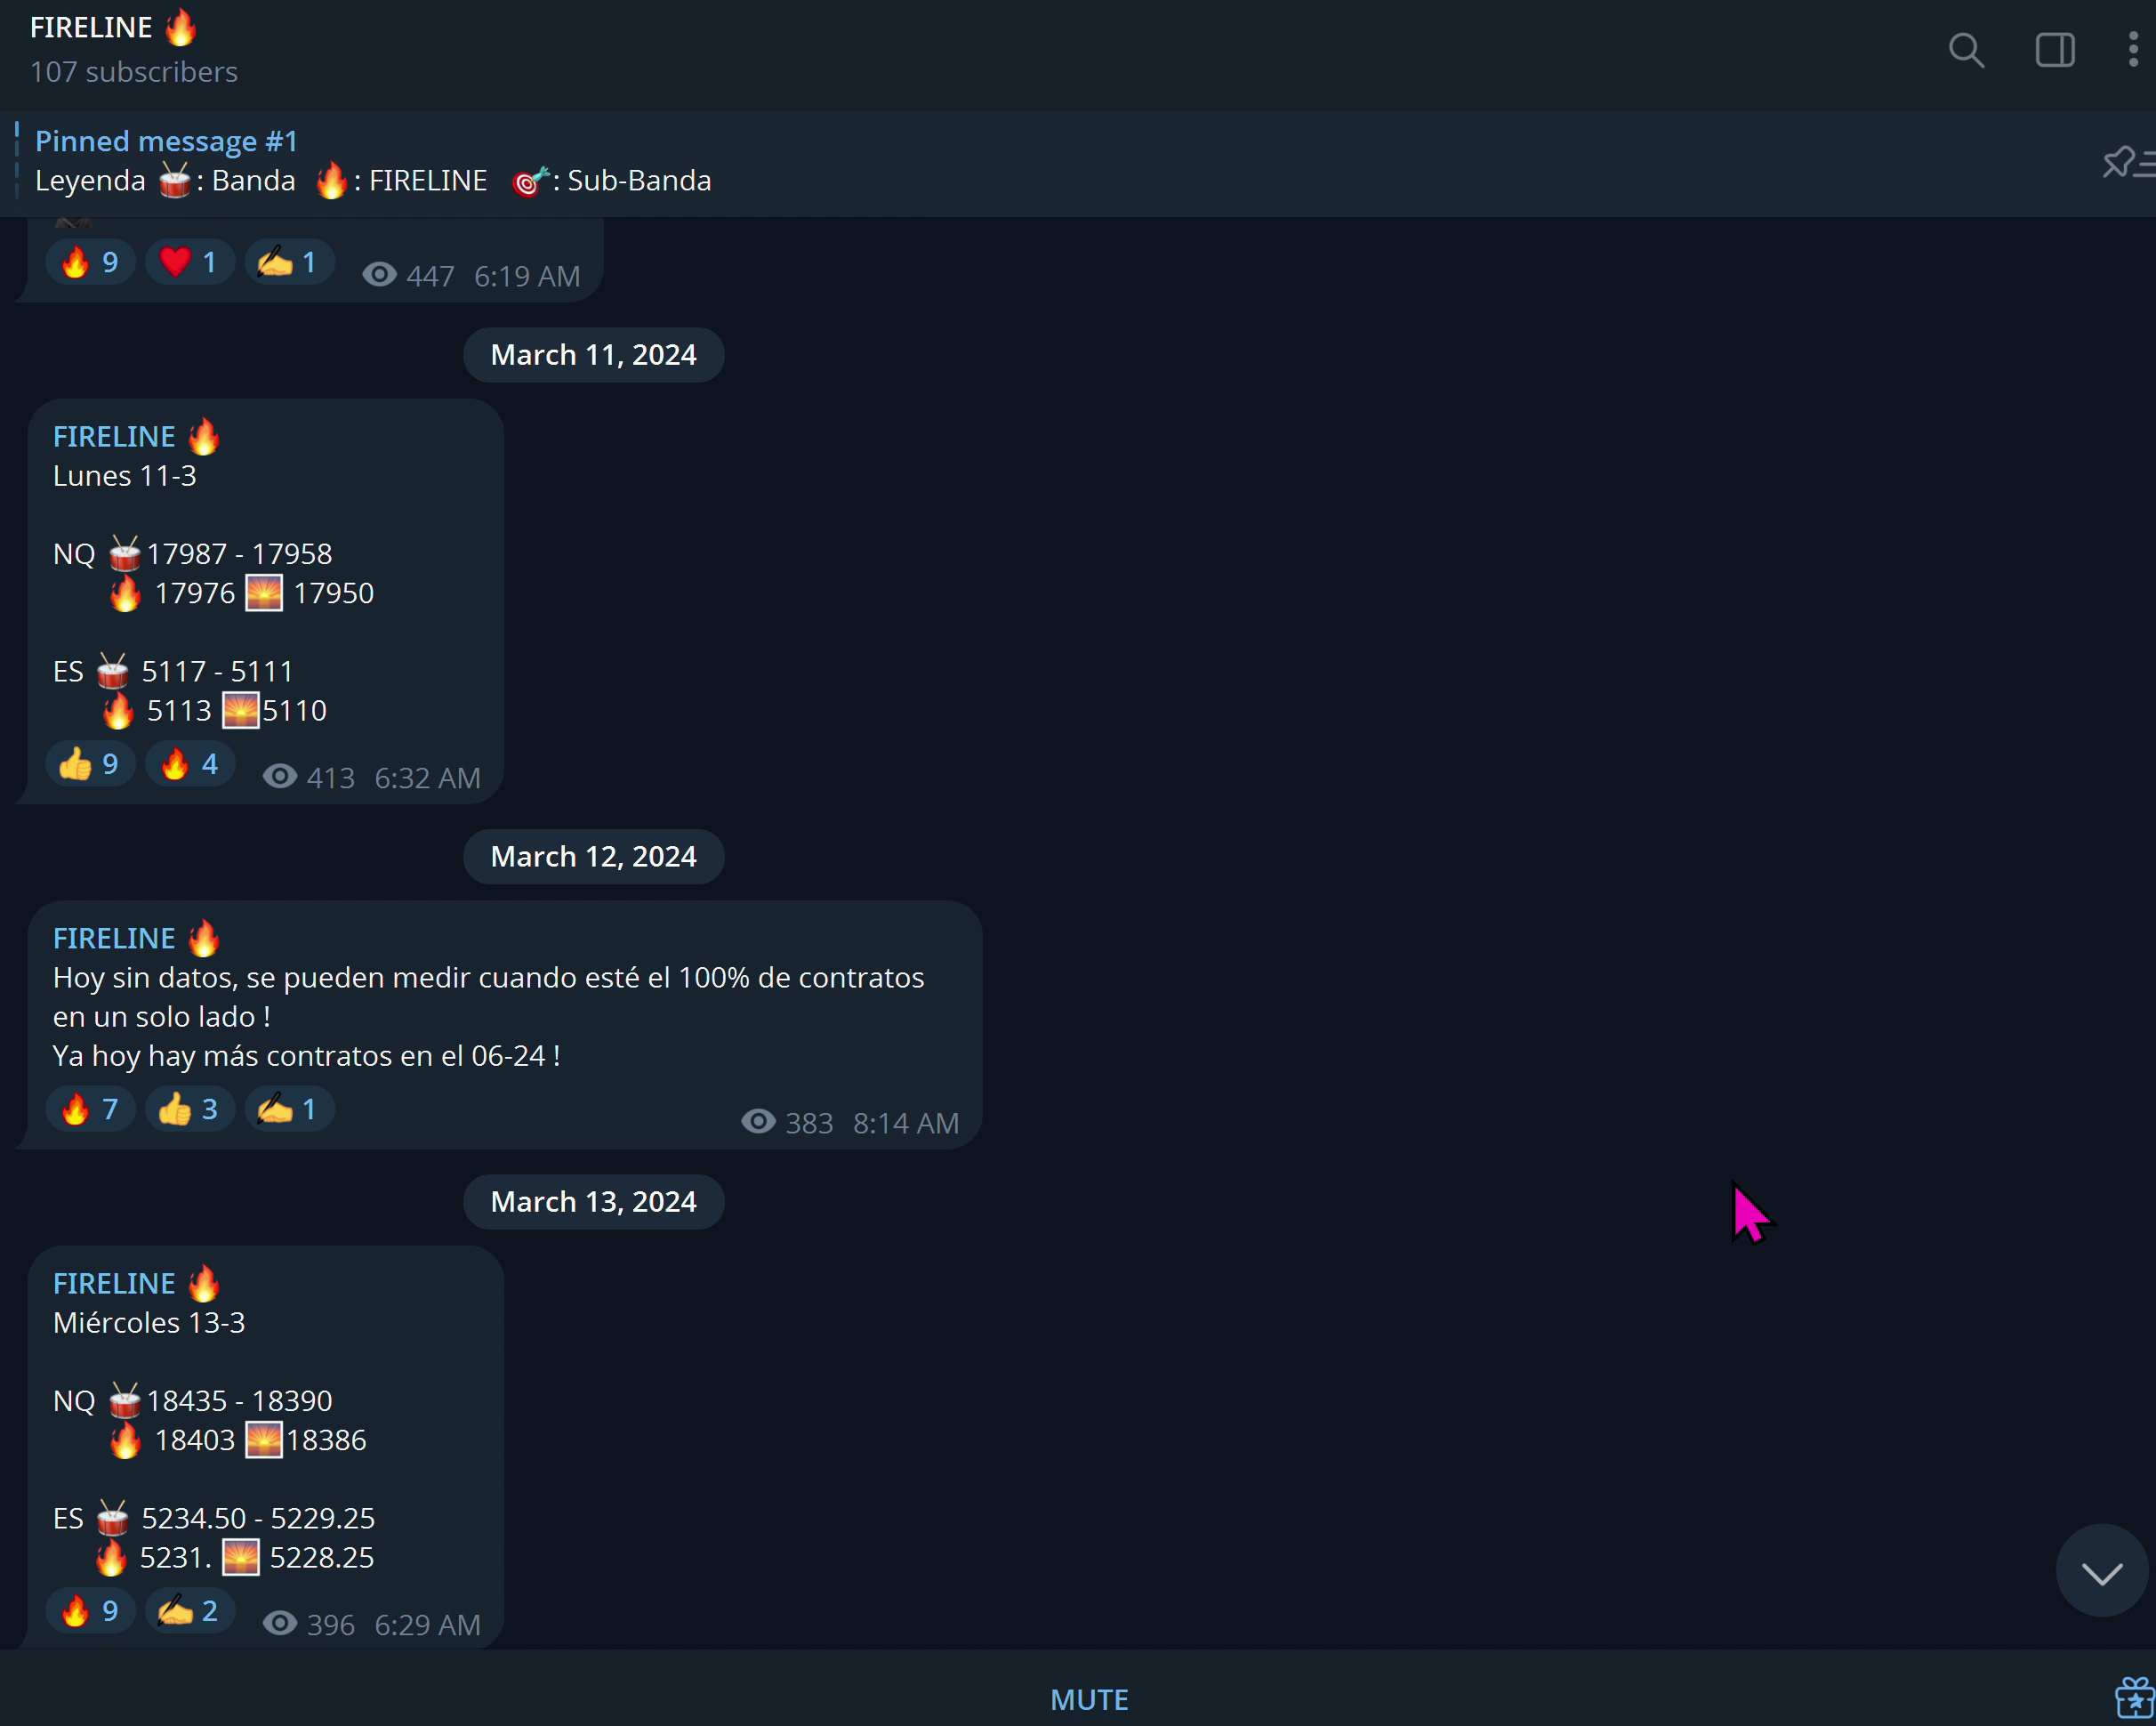 FIRELINE 🔥
107 subscribers
Pinned message #1
Leyenda 🥁: Banda 🔥: FIRELINE 🎯: Sub-Banda
🔥 9 ❤️ 1 ✍️ 1 447 6:19 AM
March 11, 2024
FIRELINE 🔥
Lunes 11-3
NQ 🥁17987 - 17958
🔥 17976 🌅 17950
ES 🥁 5117 - 5111
🔥 5113 🌅5110
👍 9 🔥 4 413 6:32 AM
March 12, 2024
FIRELINE 🔥
Hoy sin datos, se pueden medir cuando esté el 100% de contratos
en un solo lado !
Ya hoy hay más contratos en el 06-24 !
🔥 7 👍 3 ✍️ 1 383 8:14 AM
March 13, 2024
FIRELINE 🔥
Miércoles 13-3
NQ 🥁18435 - 18390
🔥 18403 🌅18386
ES 🥁 5234.50 - 5229.25
🔥 5231. 🌅 5228.25
🔥 9 ✍️ 2 396 6:29 AM
MUTE